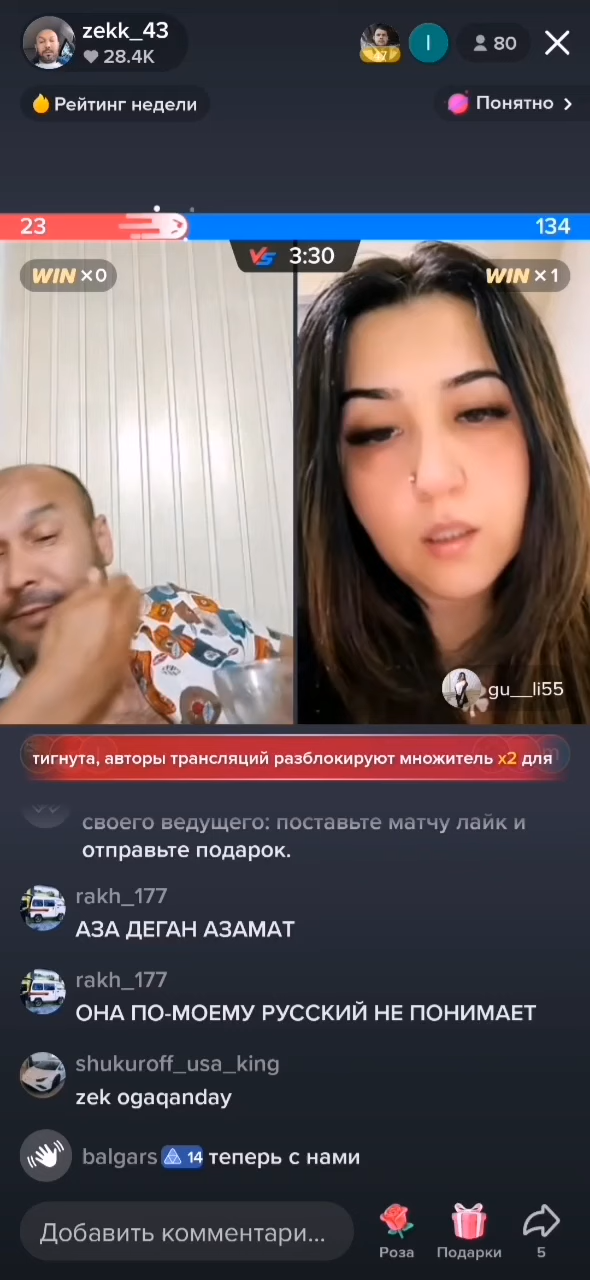 zekk_43
28.4K
80
Рейтинг недели
Понятно
23
134
VS 3:30
WIN ×0
WIN ×1
gu__li55
тигнута, авторы трансляций разблокируют множитель x2 для
своего ведущего: поставьте матчу лайк и
отправьте подарок.
rakh_177
АЗА ДЕГАН АЗАМАТ
rakh_177
ОНА ПО-МОЕМУ РУССКИЙ НЕ ПОНИМАЕТ
shukuroff_usa_king
zek ogaqanday
balgars 14 теперь с нами
Добавить комментари...
Роза
Подарки
5